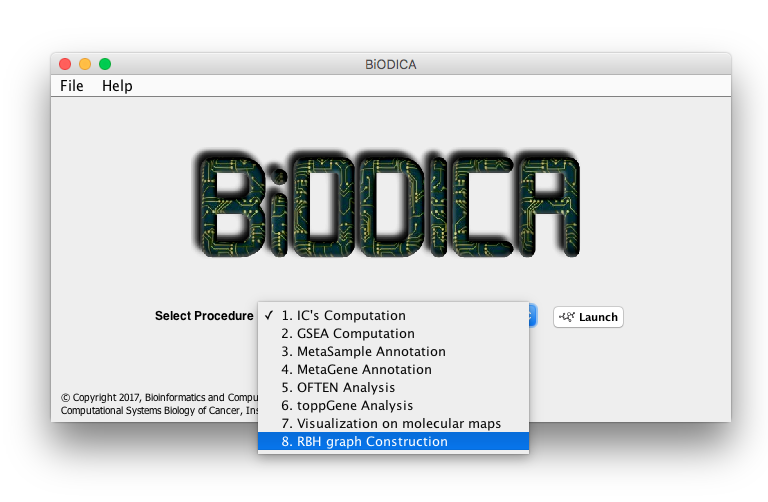 BiODICA
File Help
BiODICA
Select Procedure
✓ 1. IC's Computation
2. GSEA Computation
3. MetaSample Annotation
4. MetaGene Annotation
5. OFTEN Analysis
6. toppGene Analysis
7. Visualization on molecular maps
8. RBH graph Construction
Launch
© Copyright 2017, Bioinformatics and Compu
Computational Systems Biology of Cancer, Ins